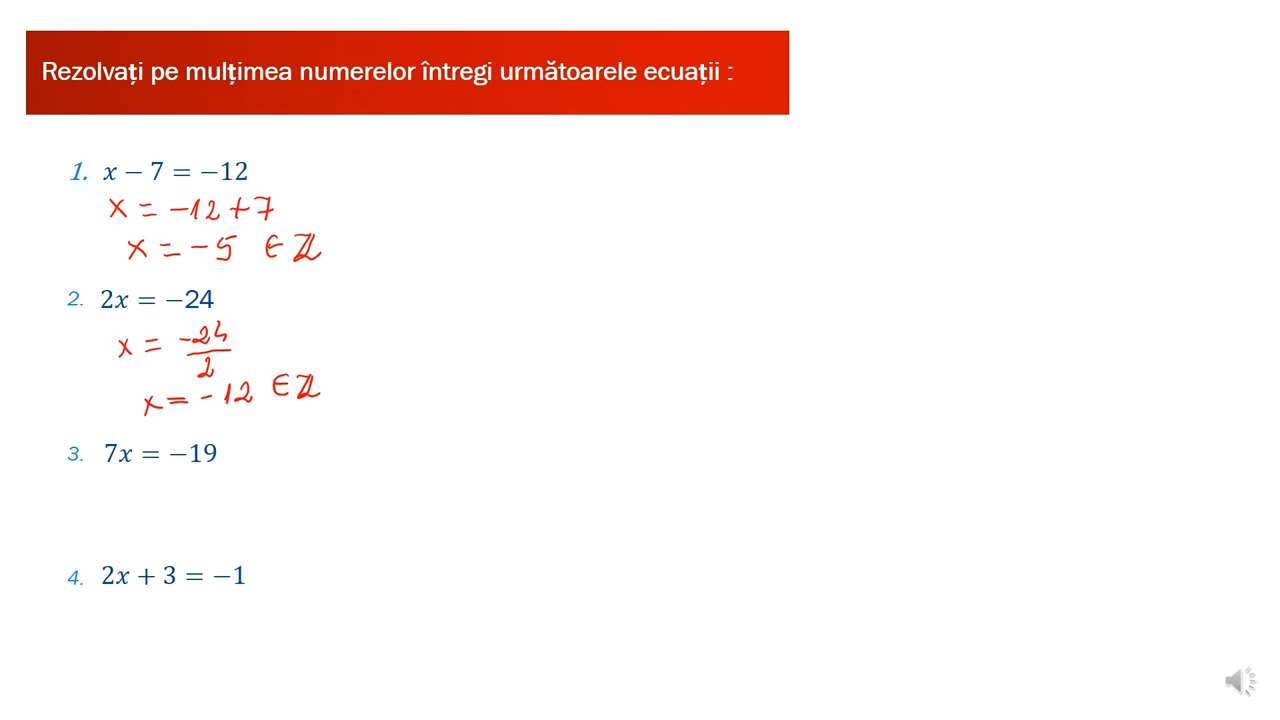 Rezolvați pe mulțimea numerelor întregi următoarele ecuații :
1. x − 7 = −12
x = −12 + 7
x = −5 ∈ ℤ
2. 2x = −24
x = −24/2
x = −12 ∈ ℤ
3. 7x = −19
4. 2x + 3 = −1